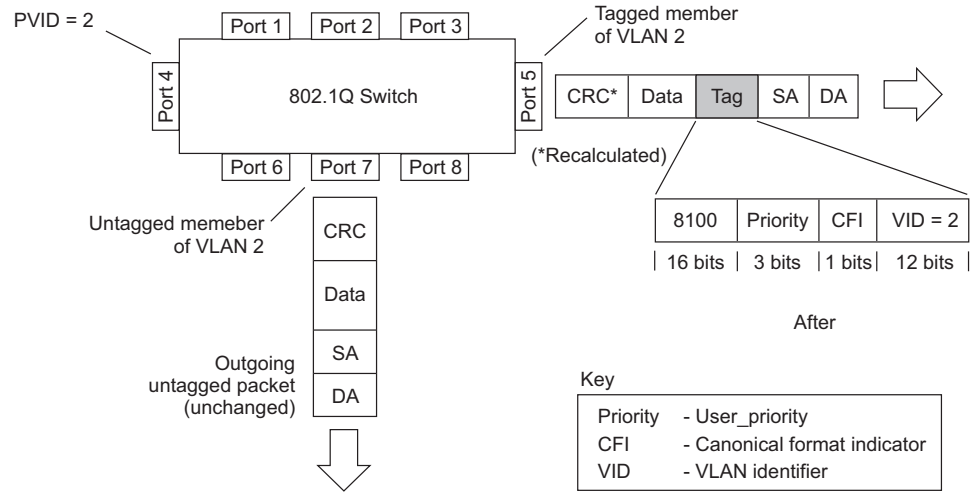 PVID = 2
Port 1
Port 2
Port 3
Tagged member
of VLAN 2
Port 4
802.1Q Switch
Port 5
CRC*
Data
Tag
SA
DA
(*Recalculated)
Port 6
Port 7
Port 8
Untagged memeber
of VLAN 2
CRC
Data
SA
DA
8100
Priority
CFI
VID = 2
16 bits
3 bits
1 bits
12 bits
After
Outgoing
untagged packet
(unchanged)
Key
Priority - User_priority
CFI - Canonical format indicator
VID - VLAN identifier